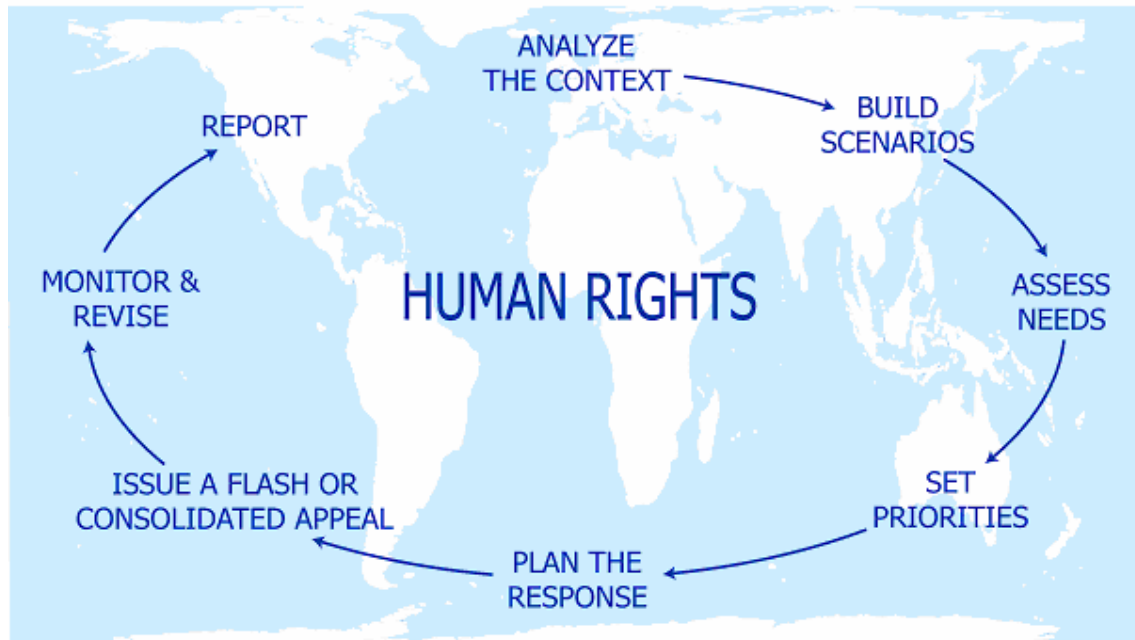 ANALYZE
THE CONTEXT
BUILD
SCENARIOS
ASSESS
NEEDS
SET
PRIORITIES
PLAN THE
RESPONSE
ISSUE A FLASH OR
CONSOLIDATED APPEAL
MONITOR &
REVISE
REPORT
HUMAN RIGHTS